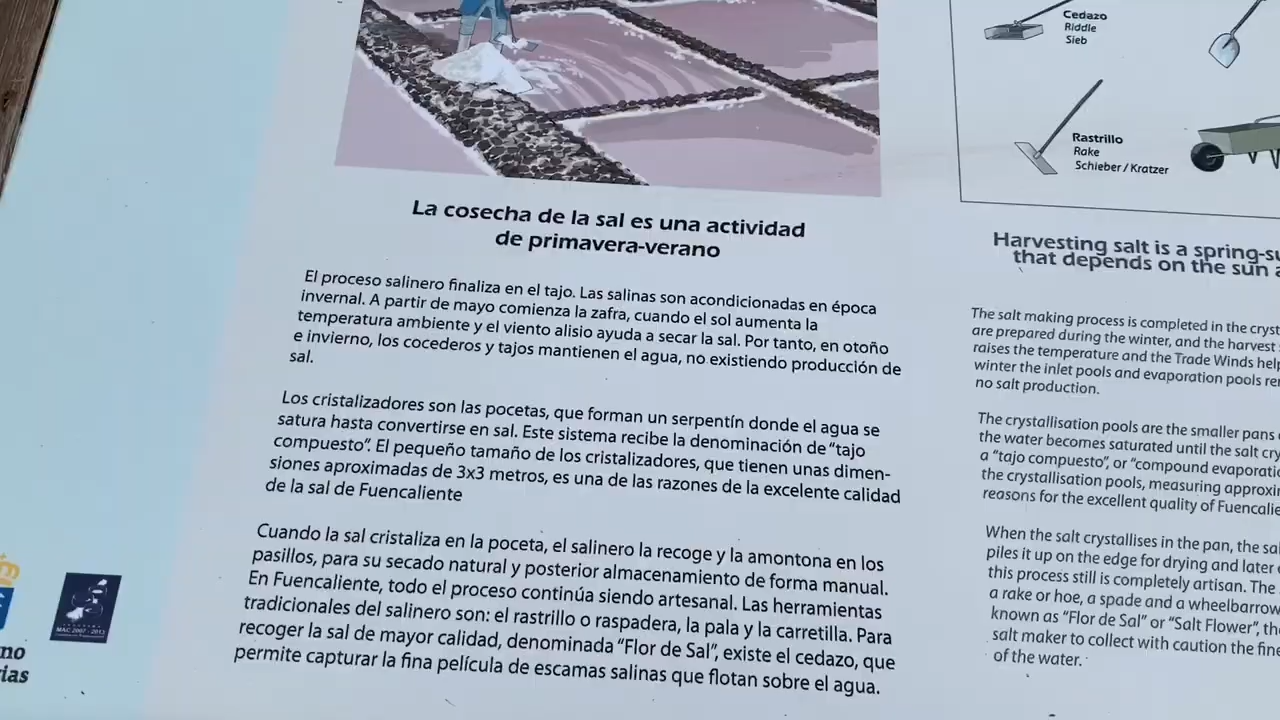 Cedazo
Riddle
Sieb
Rastrillo
Rake
Schieber / Kratzer
La cosecha de la sal es una actividad
de primavera-verano
El proceso salinero finaliza en el tajo. Las salinas son acondicionadas en época
invernal. A partir de mayo comienza la zafra, cuando el sol aumenta la
temperatura ambiente y el viento alisio ayuda a secar la sal. Por tanto, en otoño
e invierno, los cocederos y tajos mantienen el agua, no existiendo producción de
sal.
Los cristalizadores son las pocetas, que forman un serpentín donde el agua se
satura hasta convertirse en sal. Este sistema recibe la denominación de "tajo
compuesto". El pequeño tamaño de los cristalizadores, que tienen unas dimen-
siones aproximadas de 3x3 metros, es una de las razones de la excelente calidad
de la sal de Fuencaliente
Cuando la sal cristaliza en la poceta, el salinero la recoge y la amontona en los
pasillos, para su secado natural y posterior almacenamiento de forma manual.
En Fuencaliente, todo el proceso continúa siendo artesanal. Las herramientas
tradicionales del salinero son: el rastrillo o raspadera, la pala y la carretilla. Para
recoger la sal de mayor calidad, denominada "Flor de Sal", existe el cedazo, que
permite capturar la fina película de escamas salinas que flotan sobre el agua.
Harvesting salt is a spring-su
that depends on the sun a
The salt making process is completed in the cryst
are prepared during the winter, and the harvest
raises the temperature and the Trade Winds help
winter the inlet pools and evaporation pools re
no salt production.
The crystallisation pools are the smaller pans
the water becomes saturated until the salt cry
a "tajo compuesto", or "compound evaporati
the crystallisation pools, measuring approxi
reasons for the excellent quality of Fuencalie
When the salt crystallises in the pan, the sal
piles it up on the edge for drying and later
this process still is completely artisan. The
a rake or hoe, a spade and a wheelbarrow
known as "Flor de Sal" or "Salt Flower", the
salt maker to collect with caution the fine
of the water.
MAC 2007 - 2013
no
ias